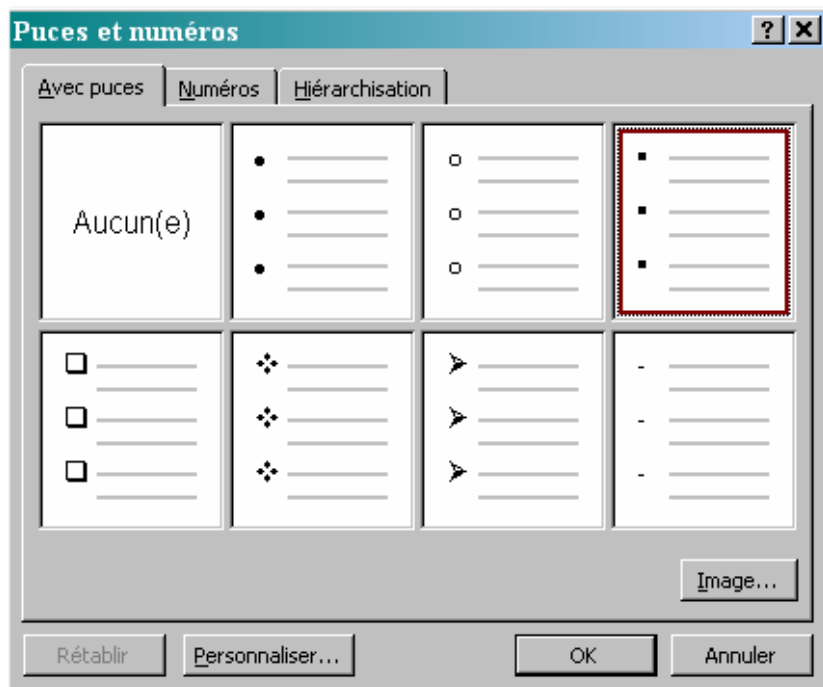 Puces et numéros
Avec puces
Numéros
Hiérarchisation
Aucun(e)
Image...
Rétablir
Personnaliser...
OK
Annuler